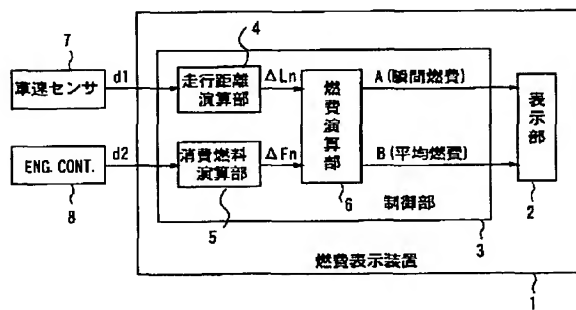 7
車速センサ
d1
4
走行距離
演算部
ΔLn
8
ENG. CONT.
d2
5
消費燃料
演算部
ΔFn
燃費演算部
6
A(瞬間燃費)
B(平均燃費)
制御部
3
表示部
2
燃費表示装置
1